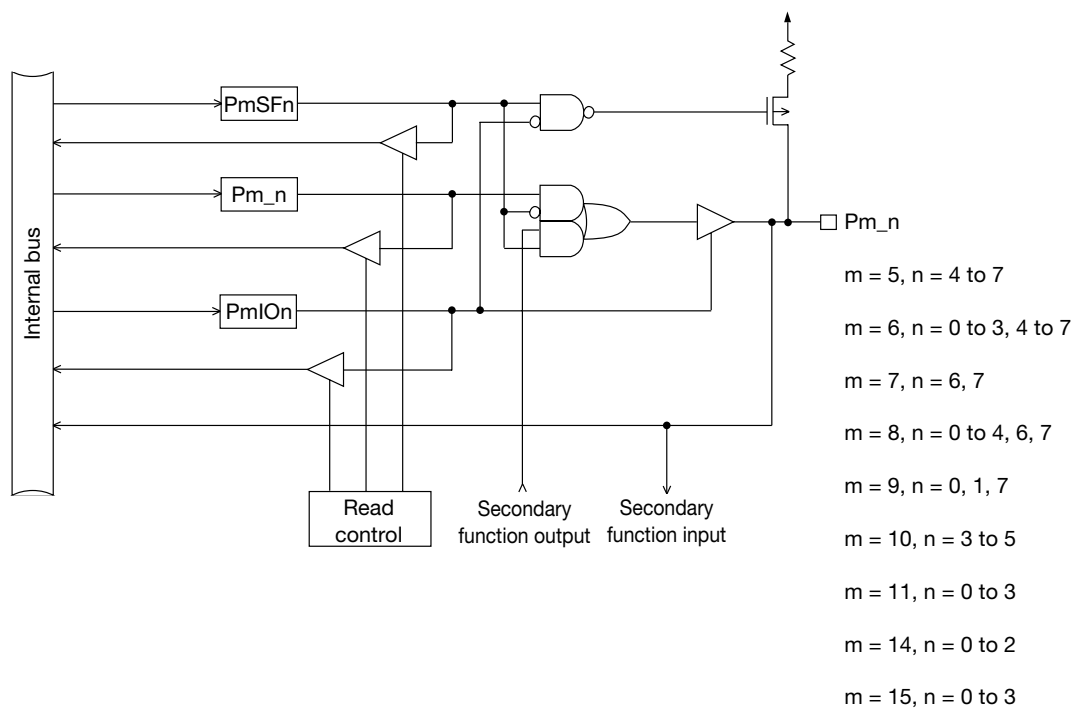 PmSFn
Pm_n
Internal bus
PmIOn
Read
control
Secondary
function output
Secondary
function input
Pm_n
m = 5, n = 4 to 7
m = 6, n = 0 to 3, 4 to 7
m = 7, n = 6, 7
m = 8, n = 0 to 4, 6, 7
m = 9, n = 0, 1, 7
m = 10, n = 3 to 5
m = 11, n = 0 to 3
m = 14, n = 0 to 2
m = 15, n = 0 to 3